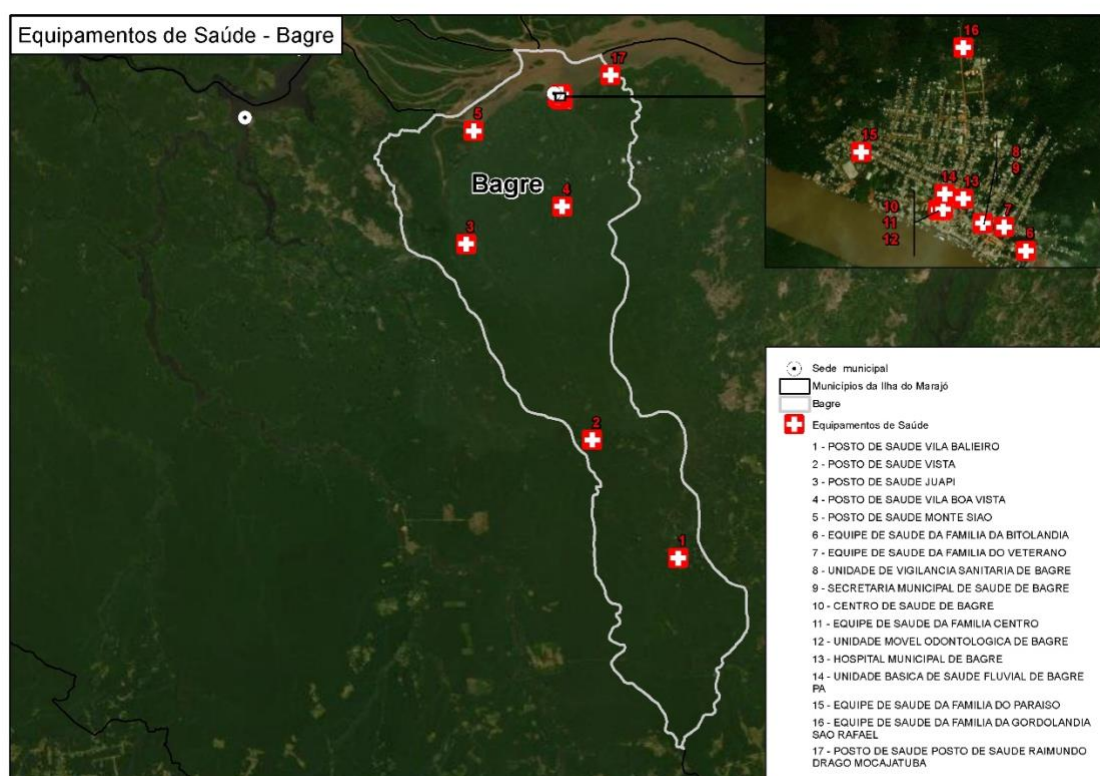 Equipamentos de Saúde - Bagre
17
5
Bagre
4
3
2
1
16
15
8
9
14
13
10
11
12
7
6
Sede municipal
Municípios da Ilha do Marajó
Bagre
Equipamentos de Saúde
1 - POSTO DE SAUDE VILA BALIEIRO
2 - POSTO DE SAUDE VISTA
3 - POSTO DE SAUDE JUAPI
4 - POSTO DE SAUDE VILA BOA VISTA
5 - POSTO DE SAUDE MONTE SIAO
6 - EQUIPE DE SAUDE DA FAMILIA DA BITOLANDIA
7 - EQUIPE DE SAUDE DA FAMILIA DO VETERANO
8 - UNIDADE DE VIGILANCIA SANITARIA DE BAGRE
9 - SECRETARIA MUNICIPAL DE SAUDE DE BAGRE
10 - CENTRO DE SAUDE DE BAGRE
11 - EQUIPE DE SAUDE DA FAMILIA CENTRO
12 - UNIDADE MOVEL ODONTOLOGICA DE BAGRE
13 - HOSPITAL MUNICIPAL DE BAGRE
14 - UNIDADE BASICA DE SAUDE FLUVIAL DE BAGRE
PA
15 - EQUIPE DE SAUDE DA FAMILIA DO PARAISO
16 - EQUIPE DE SAUDE DA FAMILIA DA GORDOLANDIA
SAO RAFAEL
17 - POSTO DE SAUDE POSTO DE SAUDE RAIMUNDO
DRAGO MOCAJATUBA